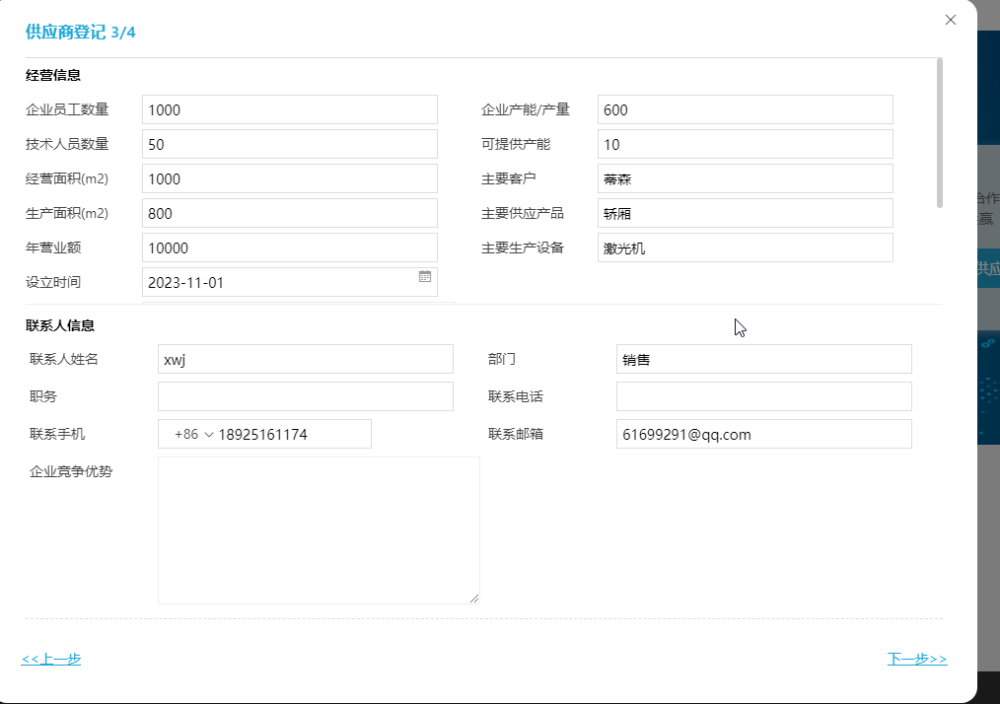 供应商登记 3/4
经营信息
企业员工数量 1000 企业产能/产量 600
技术人员数量 50 可提供产能 10
经营面积(m2) 1000 主要客户 蒂森
生产面积(m2) 800 主要供应产品 轿厢
年营业额 10000 主要生产设备 激光机
设立时间 2023-11-01
联系人信息
联系人姓名 xwj 部门 销售
职务 联系电话
联系手机 +86 18925161174 联系邮箱 61699291@qq.com
企业竞争优势
<<上一步 下一步>>
合作
赢
供应